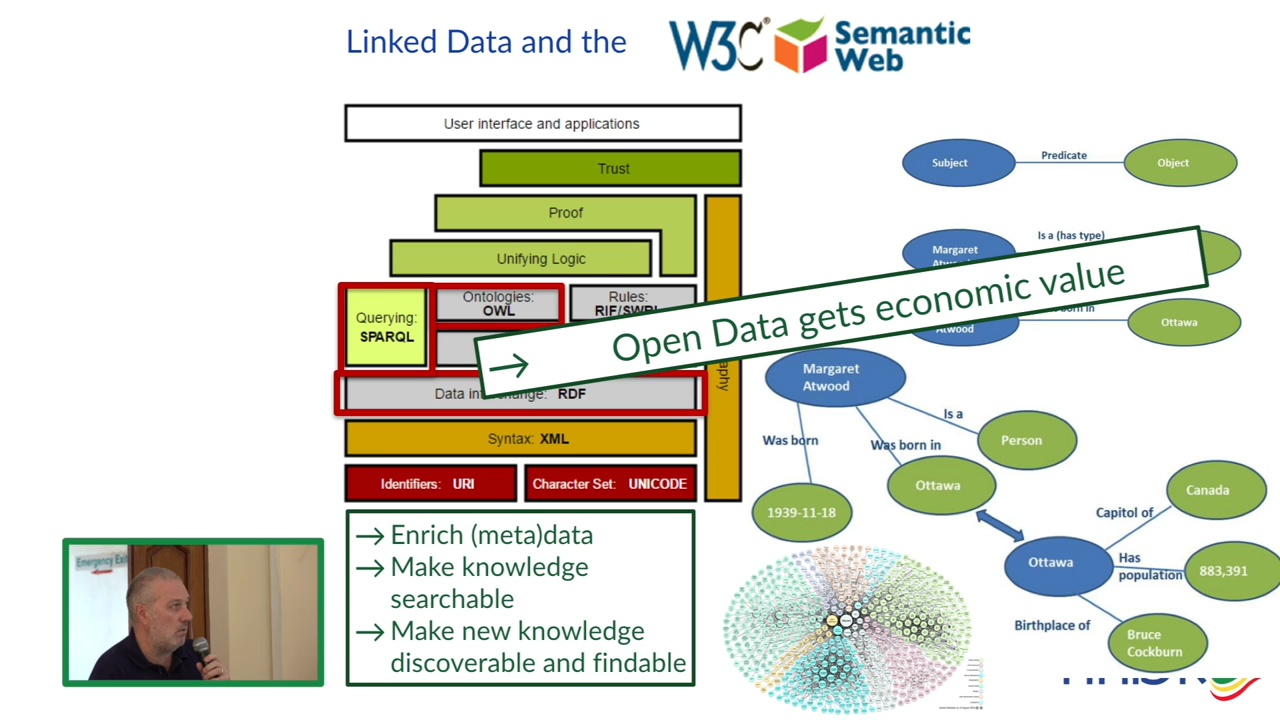 Linked Data and the
W3C® Semantic
Web
User interface and applications
Trust
Proof
Unifying Logic
Querying:
SPARQL
Ontologies:
OWL
Rules:
Data
RDF
Syntax: XML
Identifiers: URI
Character Set: UNICODE
→ Open Data gets economic value
→ Enrich (meta)data
→ Make knowledge
searchable
→ Make new knowledge
discoverable and findable
Emergency
Subject
Predicate
Object
Margaret
Is a (has type)
Atwood
Ottawa
Margaret
Atwood
Is a
Person
Was born
Was born in
Ottawa
1939-11-18
Canada
Capitol of
Ottawa
Has
population
883,391
Birthplace of
Bruce
Cockburn